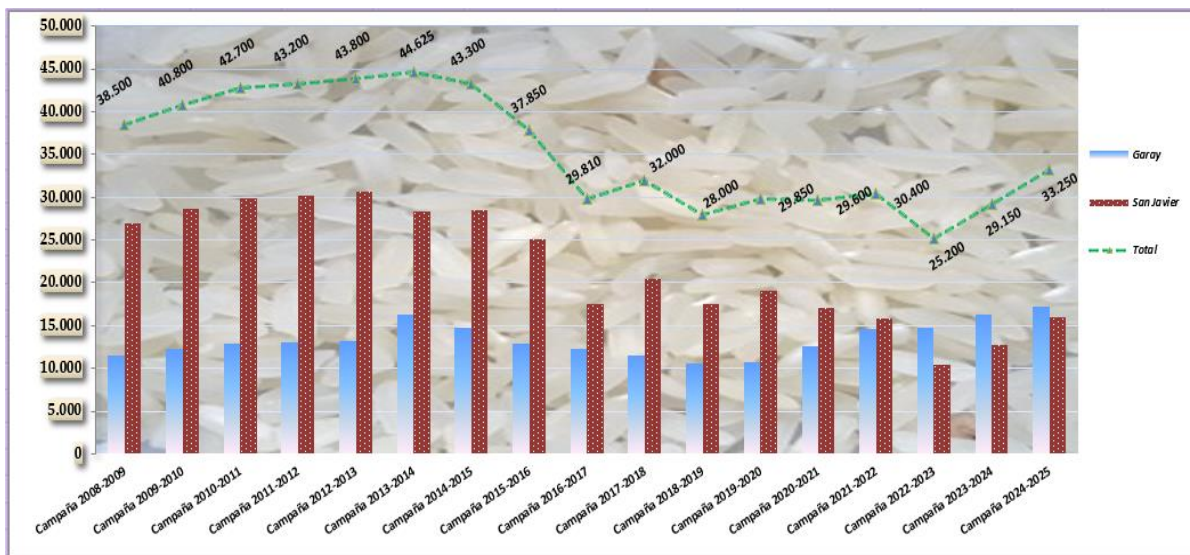 50.000
45.000
40.000
35.000
30.000
25.000
20.000
15.000
10.000
5.000
0
38.500
40.800
42.700
43.200
43.800
44.625
43.300
37.850
29.810
32.000
28.000
29.850
29.600
30.400
25.200
29.150
33.250
Garay
San Javier
Total
Campaña 2008-2009
Campaña 2009-2010
Campaña 2010-2011
Campaña 2011-2012
Campaña 2012-2013
Campaña 2013-2014
Campaña 2014-2015
Campaña 2015-2016
Campaña 2016-2017
Campaña 2017-2018
Campaña 2018-2019
Campaña 2019-2020
Campaña 2020-2021
Campaña 2021-2022
Campaña 2022-2023
Campaña 2023-2024
Campaña 2024-2025